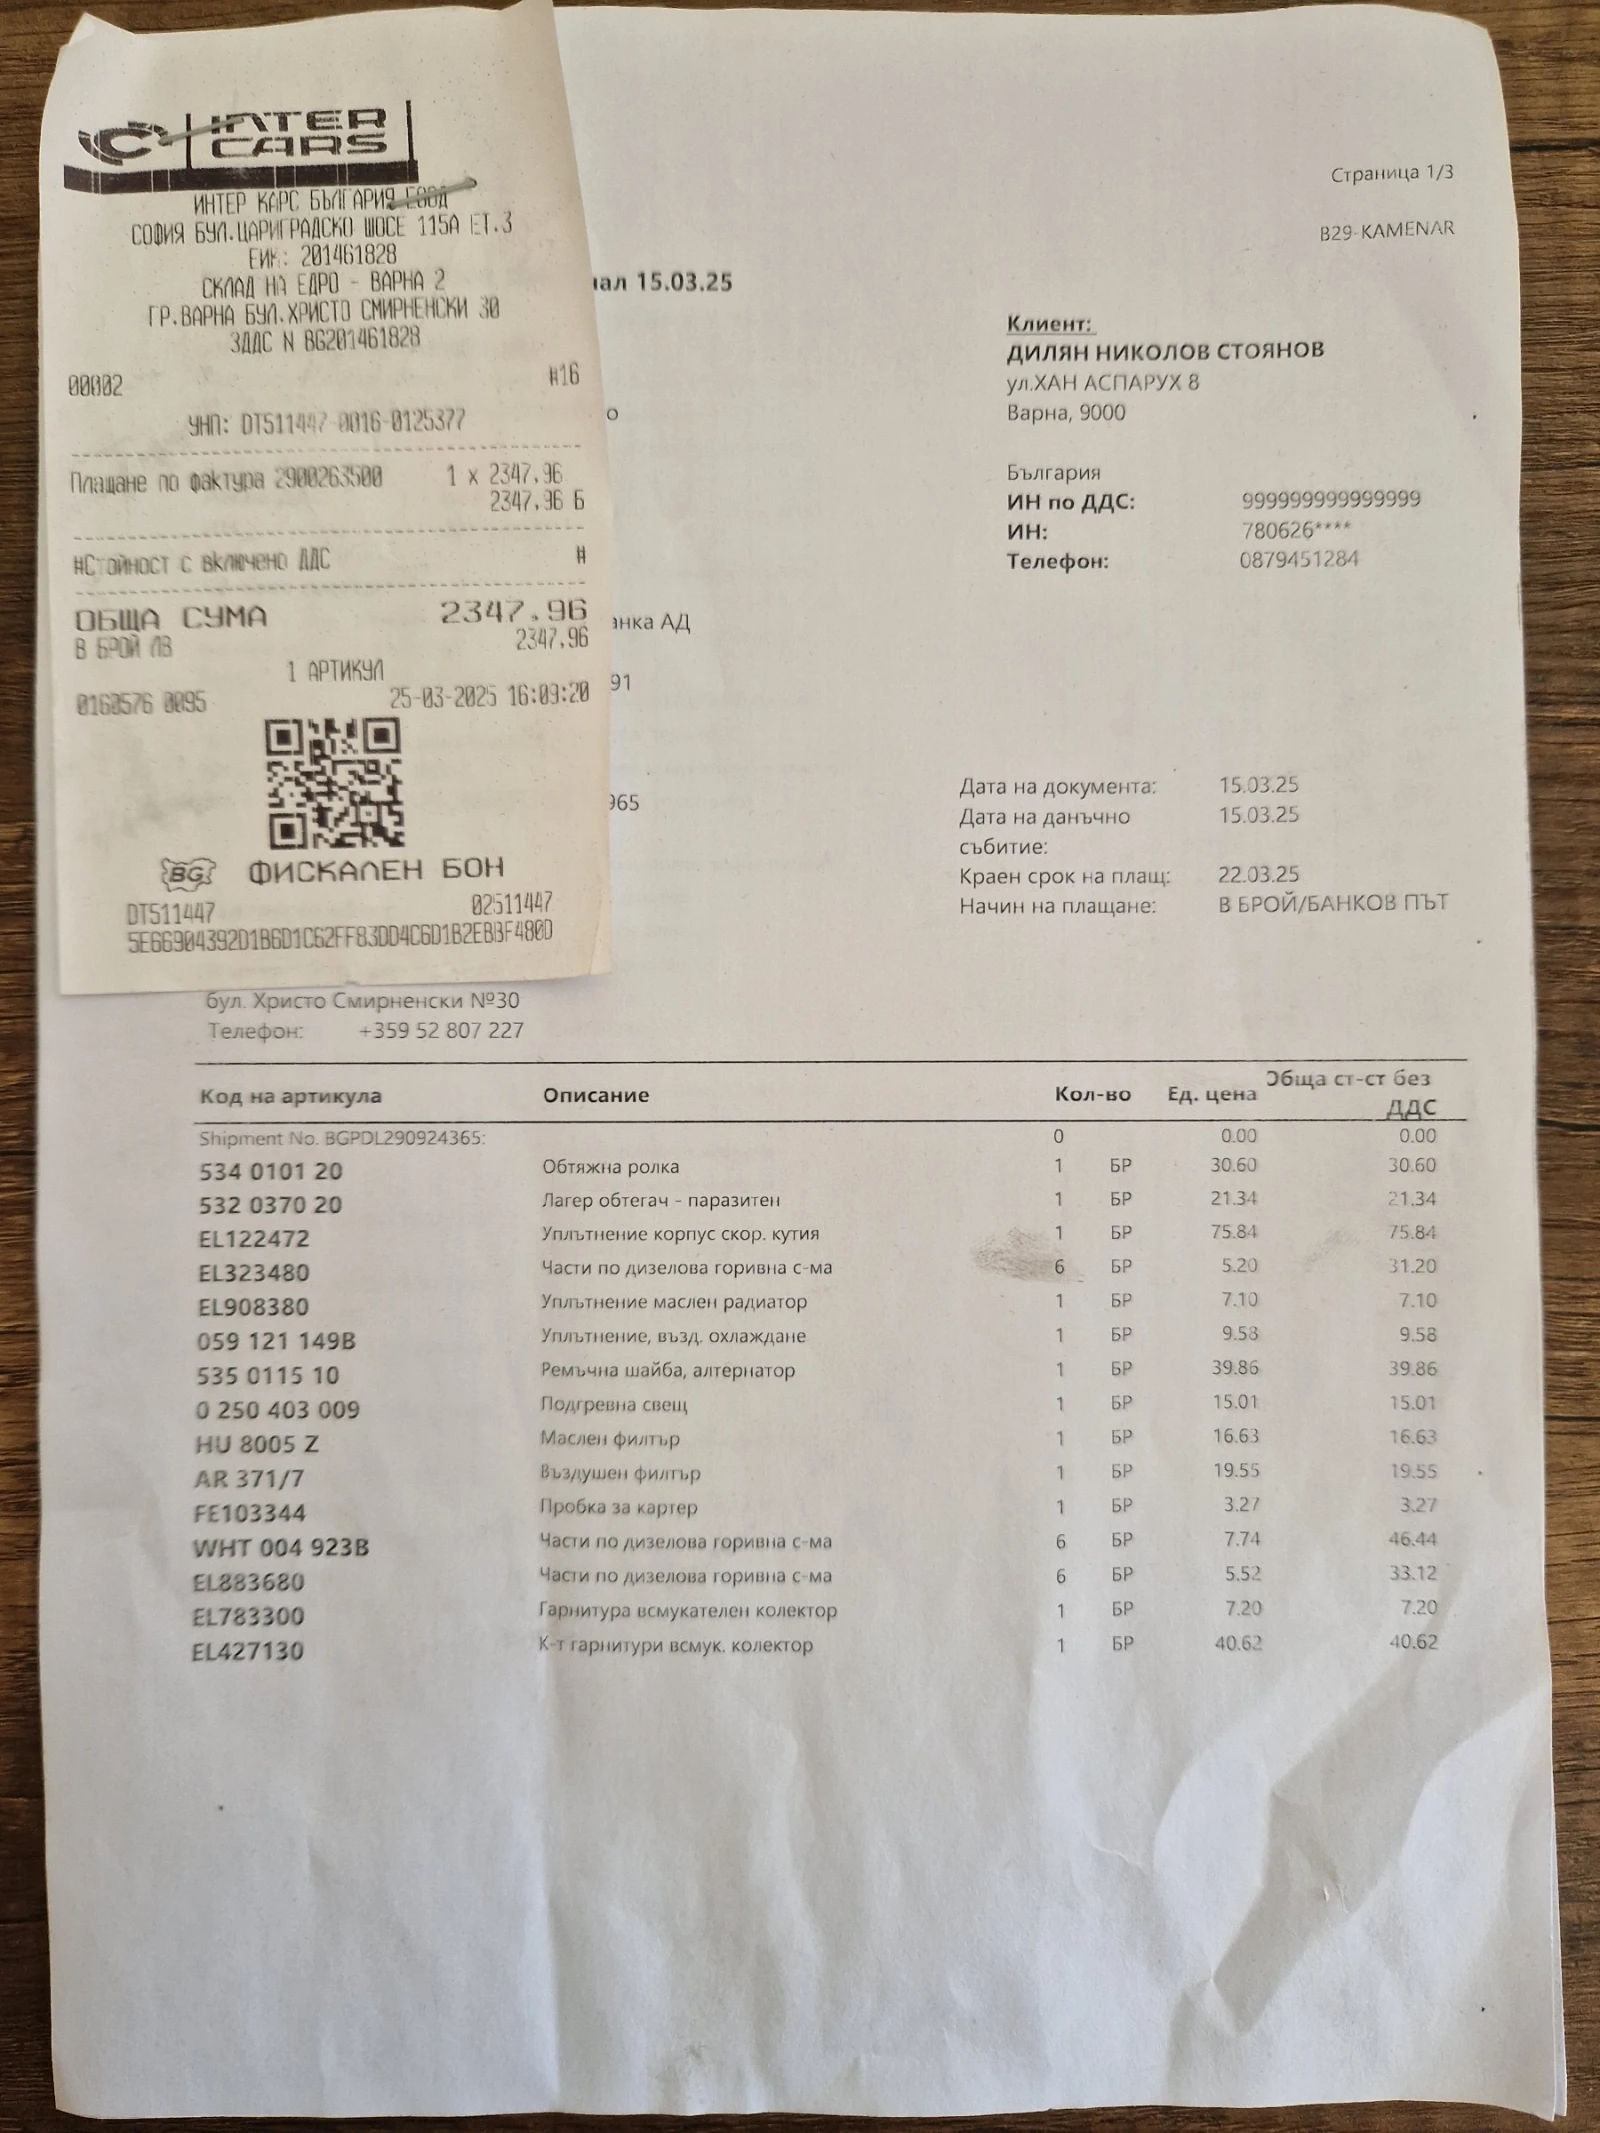 INTER
CARS
ИНТЕР КАРС БЪЛГАРИЯ ЕООД
СОФИЯ БУЛ.ЦАРИГРАДСКО ШОСЕ 115А ЕТ.3
ЕИК: 201461828
СКЛАД НА ЕДРО - ВАРНА 2
ГР.ВАРНА БУЛ.ХРИСТО СМИРНЕНСКИ 30
ЗДДС N BG201461828
00002 #16
УНП: DT511447-0016-0125377
Плащане по фактура 2900263500 1 x 2347.96
2347.96 Б
#Стойност с включено ДДС #
ОБЩА СУМА 2347.96
В БРОЙ ЛВ 2347.96
1 АРТИКУЛ
0160576 0095 25-03-2025 16:09:20
BG ФИСКАЛЕН БОН
DT511447 02511447
5E66904392D1B6D1C62FF83DD4C6D1B2EBBF480D
Страница 1/3
B29-KAMENAR
нал 15.03.25
Клиент:
ДИЛЯН НИКОЛОВ СТОЯНОВ
ул.ХАН АСПАРУХ 8
о Варна, 9000
България
ИН по ДДС: 999999999999999
ИН: 780626****
Телефон: 0879451284
анка АД
91
965
Дата на документа: 15.03.25
Дата на данъчно 15.03.25
събитие:
Краен срок на плащ: 22.03.25
Начин на плащане: В БРОЙ/БАНКОВ ПЪТ
бул. Христо Смирненски №30
Телефон: +359 52 807 227
Код на артикула Описание Кол-во Ед. цена Обща ст-ст без ДДС
Shipment No. BGPDL290924365: 0 0.00 0.00
534 0101 20 Обтяжна ролка 1 БР 30.60 30.60
532 0370 20 Лагер обтегач - паразитен 1 БР 21.34 21.34
EL122472 Уплътнение корпус скор. кутия 1 БР 75.84 75.84
EL323480 Части по дизелова горивна с-ма 6 БР 5.20 31.20
EL908380 Уплътнение маслен радиатор 1 БР 7.10 7.10
059 121 149B Уплътнение, възд. охлаждане 1 БР 9.58 9.58
535 0115 10 Ремъчна шайба, алтернатор 1 БР 39.86 39.86
0 250 403 009 Подгревна свещ 1 БР 15.01 15.01
HU 8005 Z Маслен филтър 1 БР 16.63 16.63
AR 371/7 Въздушен филтър 1 БР 19.55 19.55
FE103344 Пробка за картер 1 БР 3.27 3.27
WHT 004 923B Части по дизелова горивна с-ма 6 БР 7.74 46.44
EL883680 Части по дизелова горивна с-ма 6 БР 5.52 33.12
EL783300 Гарнитура всмукателен колектор 1 БР 7.20 7.20
EL427130 К-т гарнитури всмук. колектор 1 БР 40.62 40.62